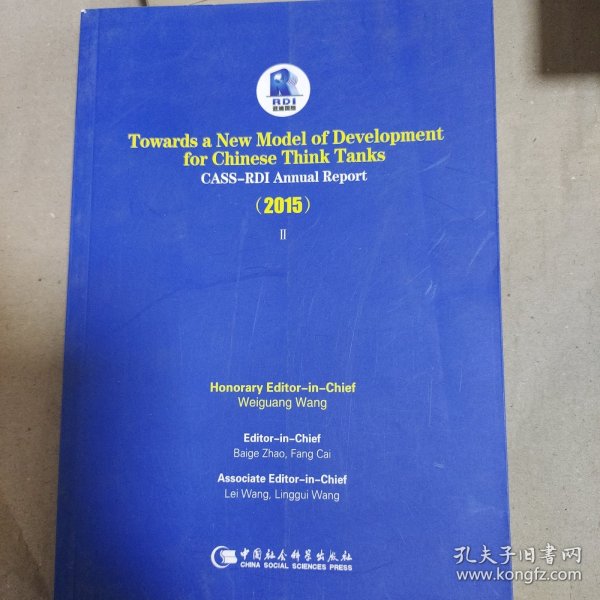 RDI
Towards a New Model of Development
for Chinese Think Tanks
CASS-RDI Annual Report
(2015)
II
Honorary Editor-in-Chief
Weiguang Wang
Editor-in-Chief
Baige Zhao, Fang Cai
Associate Editor-in-Chief
Lei Wang, Linggui Wang
中国社会科学出版社
CHINA SOCIAL SCIENCES PRESS
孔夫子旧书网
www.kongfz.com